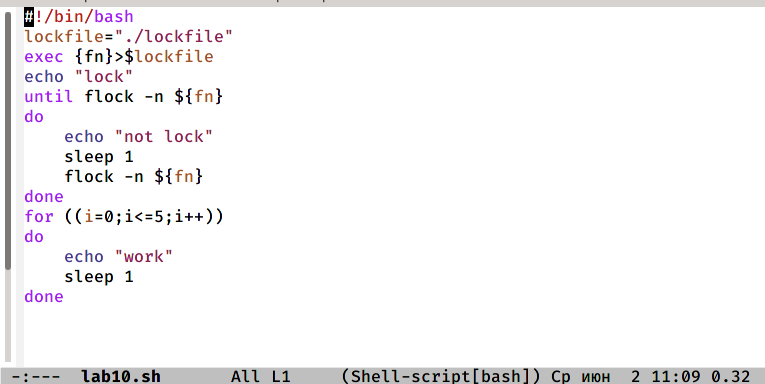 #!/bin/bash
lockfile="./lockfile"
exec {fn}>$lockfile
echo "lock"
until flock -n ${fn}
do
    echo "not lock"
    sleep 1
    flock -n ${fn}
done
for ((i=0;i<=5;i++))
do
    echo "work"
    sleep 1
done
-:---  lab10.sh       All L1     (Shell-script[bash]) Ср июн  2 11:09 0.32